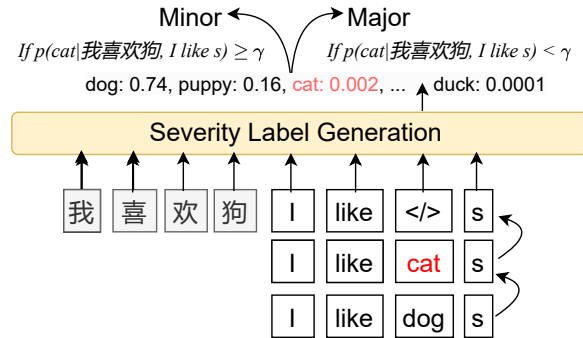 Minor Major
If p(cat|我喜欢狗, I like s) ≥ γ If p(cat|我喜欢狗, I like s) < γ
dog: 0.74, puppy: 0.16, cat: 0.002, ... duck: 0.0001
Severity Label Generation
我 喜 欢 狗 I like </> s
I like cat s
I like dog s